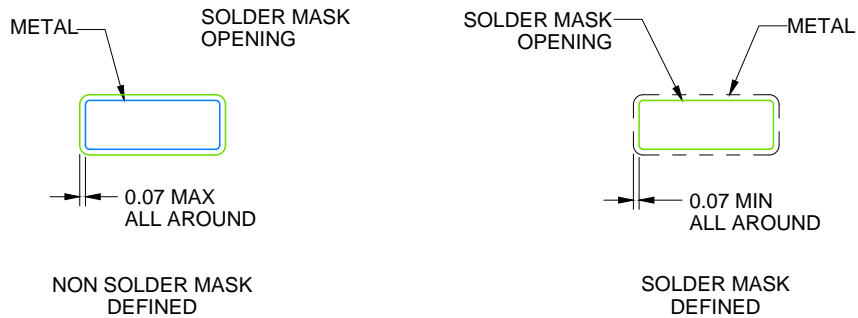 METAL
SOLDER MASK
OPENING
0.07 MAX
ALL AROUND
NON SOLDER MASK
DEFINED
SOLDER MASK
OPENING
METAL
0.07 MIN
ALL AROUND
SOLDER MASK
DEFINED